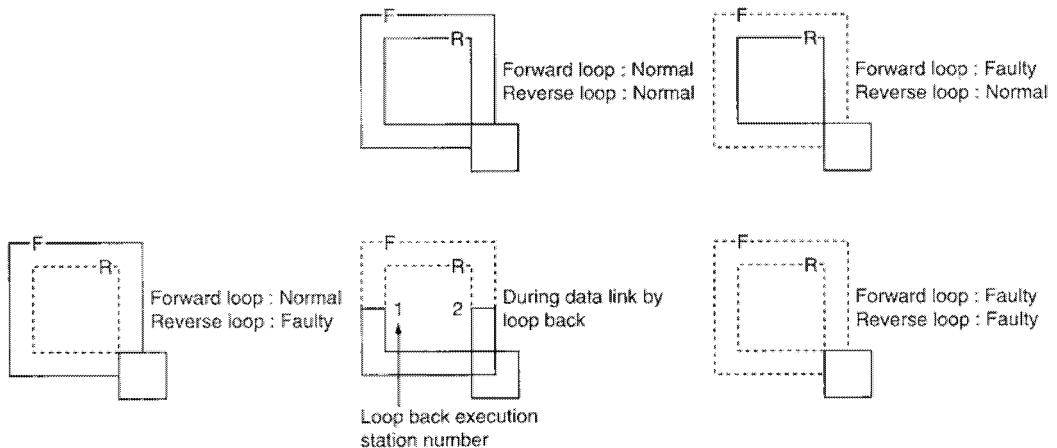 F
R
Forward loop : Normal
Reverse loop : Normal
F
R
Forward loop : Faulty
Reverse loop : Normal
F
R
Forward loop : Normal
Reverse loop : Faulty
F
R
1
2
During data link by
loop back
Loop back execution
station number
F
R
Forward loop : Faulty
Reverse loop : Faulty